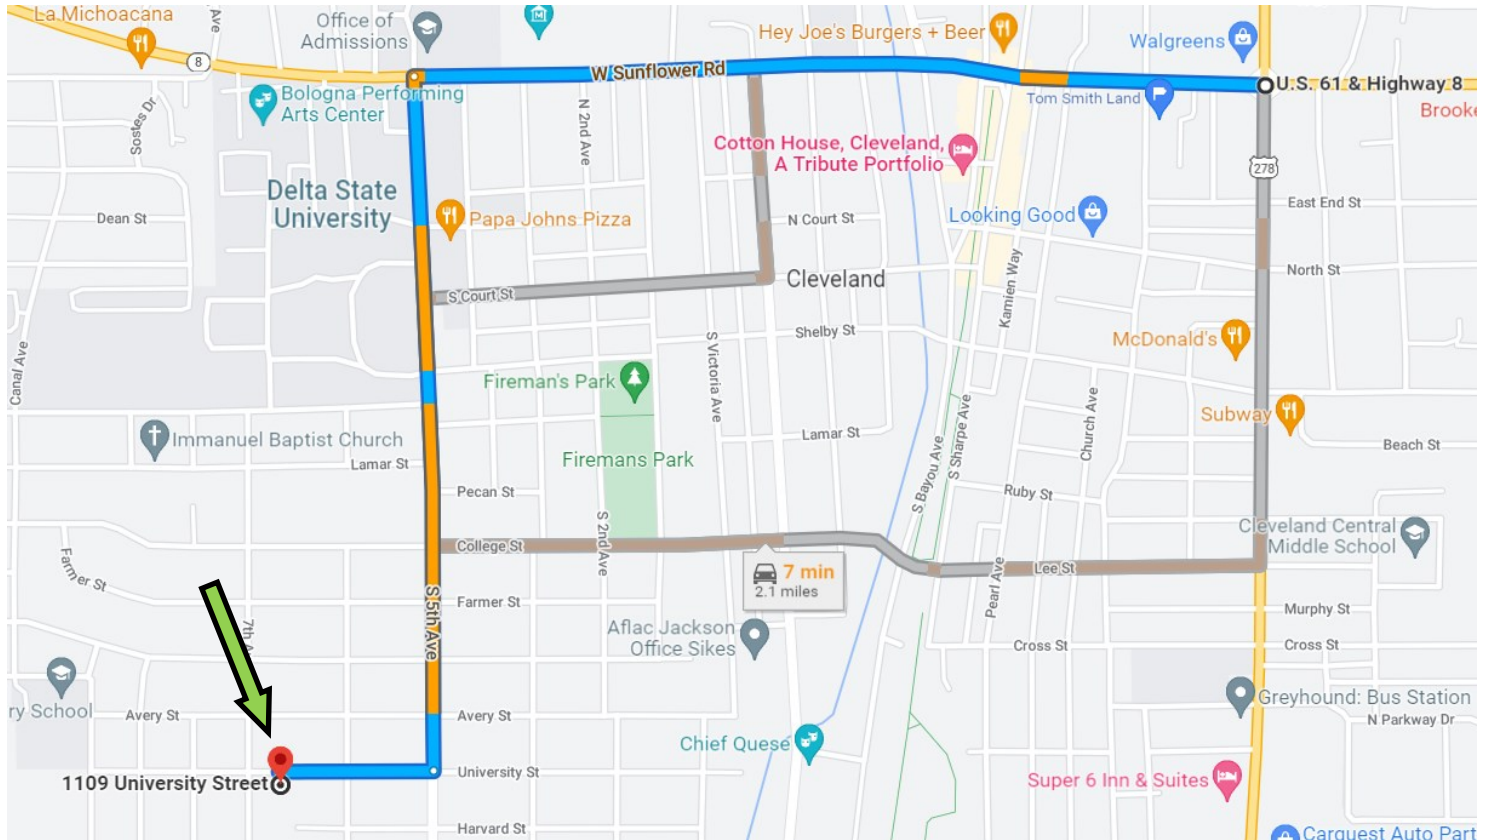 La Michoacana
Ave
Office of
Admissions
8
Hey Joe's Burgers + Beer
Walgreens
W Sunflower Rd
U.S. 61 & Highway 8
Bologna Performing
Arts Center
Tom Smith Land
Brooke
Sostes Dr
N 2nd Ave
Cotton House, Cleveland,
A Tribute Portfolio
278
Delta State
University
Dean St
Papa Johns Pizza
N Court St
Looking Good
East End St
North St
Cleveland
S Court St
Kamien Way
Shelby St
McDonald's
Canal Ave
S Victoria Ave
Fireman's Park
Subway
Immanuel Baptist Church
Lamar St
Firemans Park
Lamar St
S Bayou Ave
S Sharpe Ave
Church Ave
Beach St
Pecan St
Ruby St
S 2nd Ave
College St
Cleveland Central
Middle School
Lee St
7 min
2.1 miles
Farmer St
S 5th Ave
Farmer St
Pearl Ave
Murphy St
7th A
Aflac Jackson
Office Sikes
Cross St
Cross St
ry School
Avery St
Avery St
Greyhound: Bus Station
N Parkway Dr
Chief Quese
1109 University Street
University St
Super 6 Inn & Suites
Harvard St
Carquest Auto Part